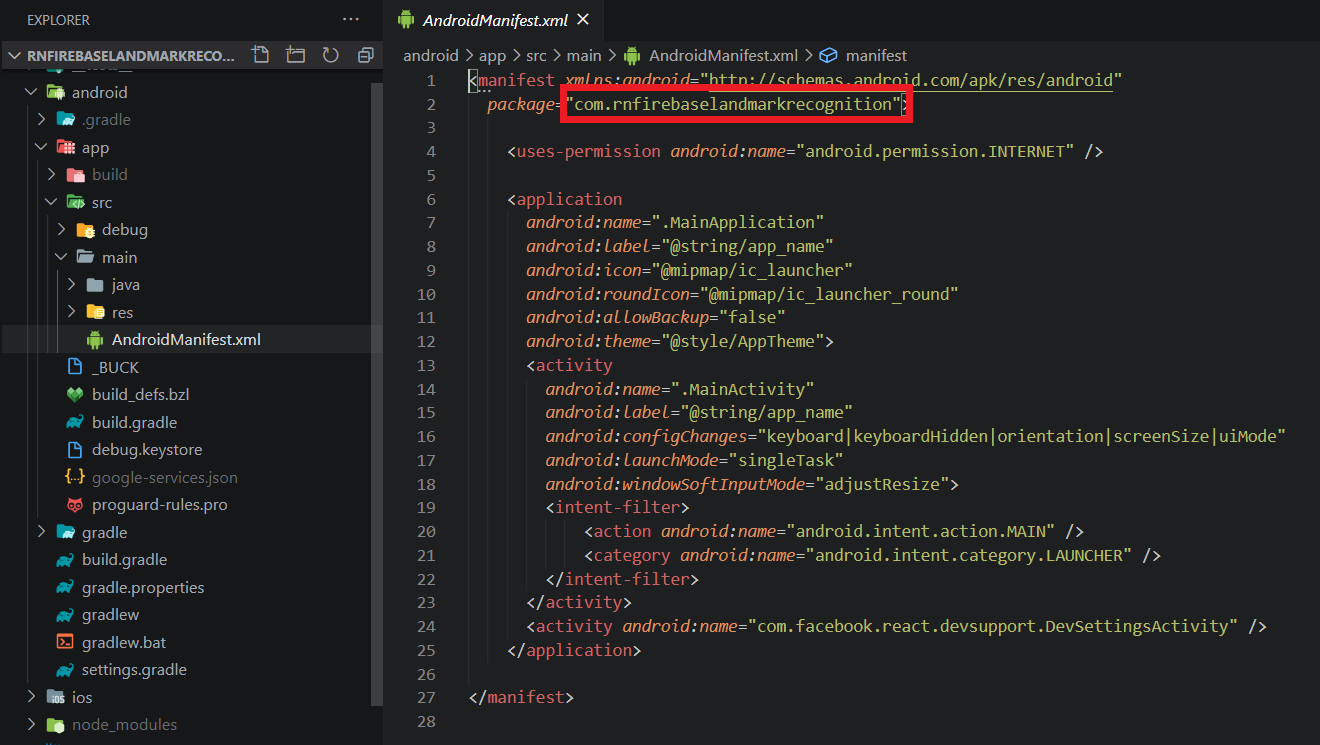 EXPLORER
RNFIREBASELANDMARKRECO...
android
.gradle
app
build
src
debug
main
java
res
AndroidManifest.xml
_BUCK
build_defs.bzl
build.gradle
debug.keystore
google-services.json
proguard-rules.pro
gradle
build.gradle
gradle.properties
gradlew
gradlew.bat
settings.gradle
ios
node_modules
AndroidManifest.xml
android > app > src > main > AndroidManifest.xml > manifest
1 <manifest xmlns:android="http://schemas.android.com/apk/res/android"
2 package="com.rnfirebaselandmarkrecognition">
3
4 <uses-permission android:name="android.permission.INTERNET" />
5
6 <application
7 android:name=".MainApplication"
8 android:label="@string/app_name"
9 android:icon="@mipmap/ic_launcher"
10 android:roundIcon="@mipmap/ic_launcher_round"
11 android:allowBackup="false"
12 android:theme="@style/AppTheme">
13 <activity
14 android:name=".MainActivity"
15 android:label="@string/app_name"
16 android:configChanges="keyboard|keyboardHidden|orientation|screenSize|uiMode"
17 android:launchMode="singleTask"
18 android:windowSoftInputMode="adjustResize">
19 <intent-filter>
20 <action android:name="android.intent.action.MAIN" />
21 <category android:name="android.intent.category.LAUNCHER" />
22 </intent-filter>
23 </activity>
24 <activity android:name="com.facebook.react.devsupport.DevSettingsActivity" />
25 </application>
26
27 </manifest>
28